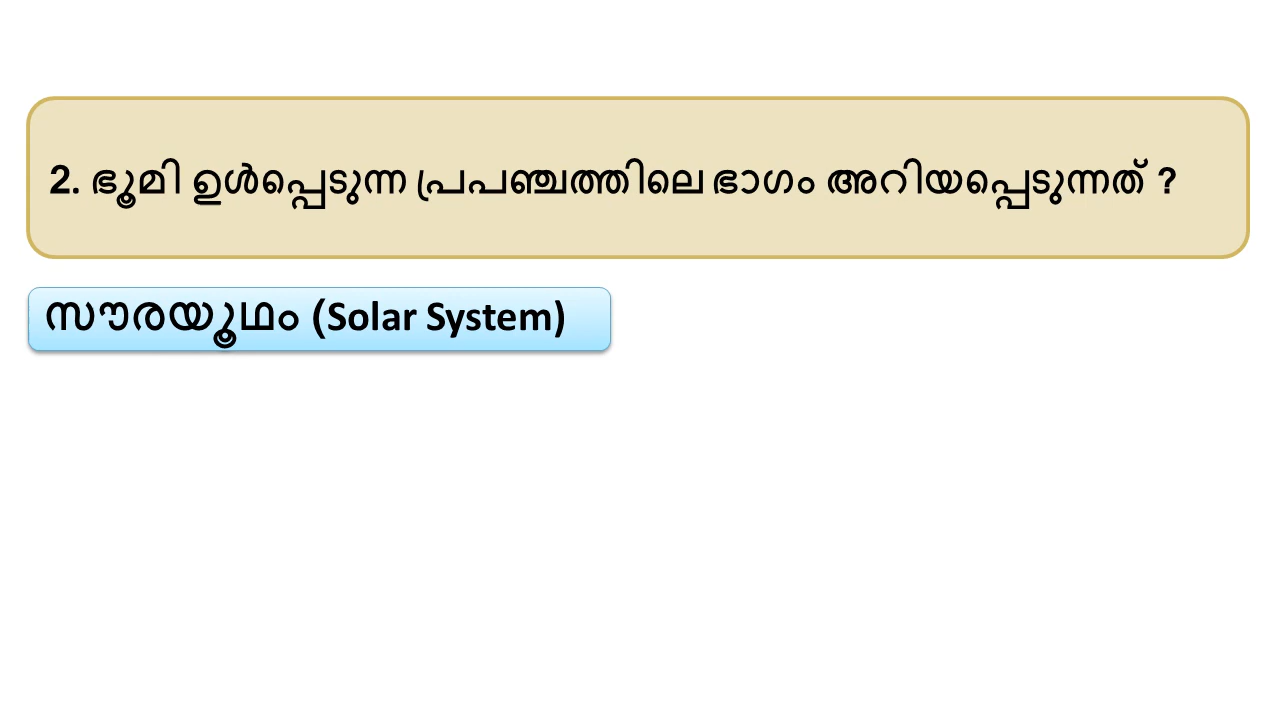 2. ഭൂമി ഉൾപ്പെടുന്ന പ്രപഞ്ചത്തിലെ ഭാഗം അറിയപ്പെടുന്നത് ?
സൗരയൂഥം (Solar System)